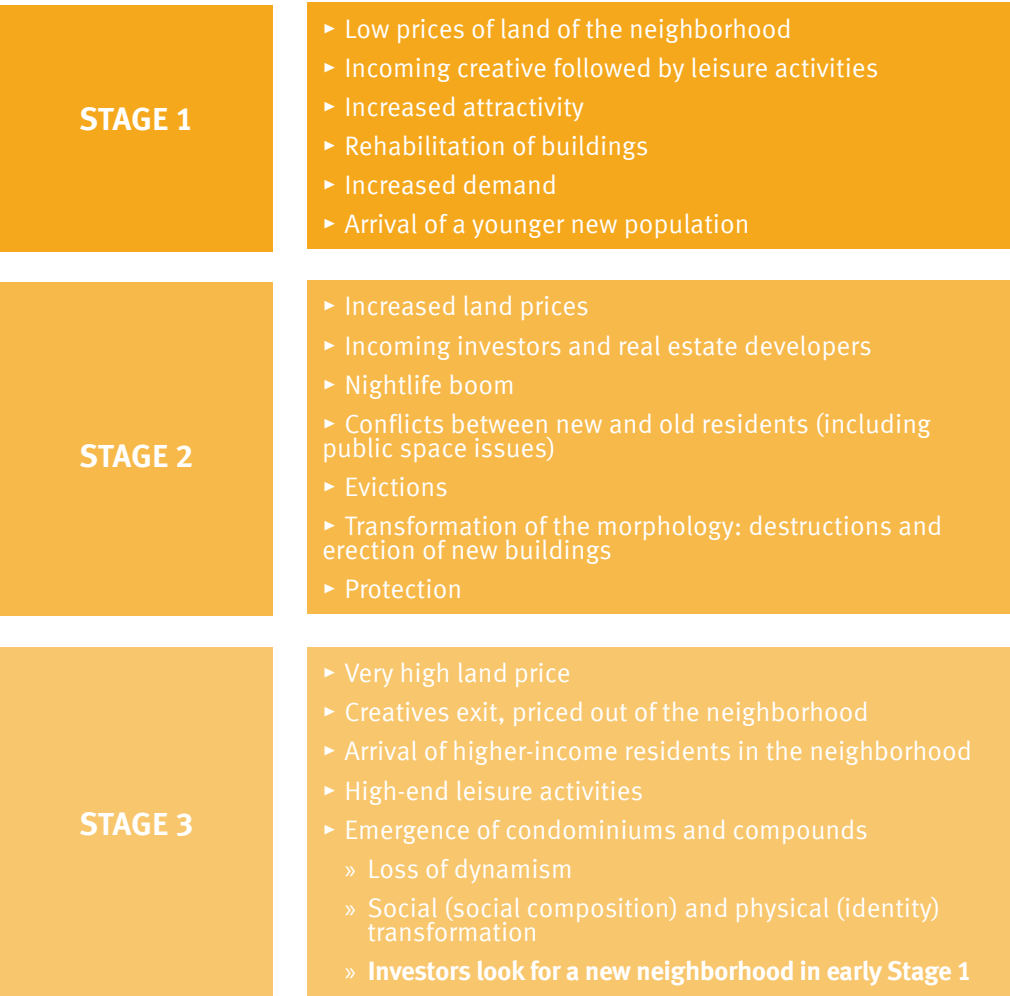 STAGE 1
► Low prices of land of the neighborhood
► Incoming creative followed by leisure activities
► Increased attractivity
► Rehabilitation of buildings
► Increased demand
► Arrival of a younger new population
STAGE 2
► Increased land prices
► Incoming investors and real estate developers
► Nightlife boom
► Conflicts between new and old residents (including
public space issues)
► Evictions
► Transformation of the morphology: destructions and
erection of new buildings
► Protection
STAGE 3
► Very high land price
► Creatives exit, priced out of the neighborhood
► Arrival of higher-income residents in the neighborhood
► High-end leisure activities
► Emergence of condominiums and compounds
» Loss of dynamism
» Social (social composition) and physical (identity)
transformation
» Investors look for a new neighborhood in early Stage 1